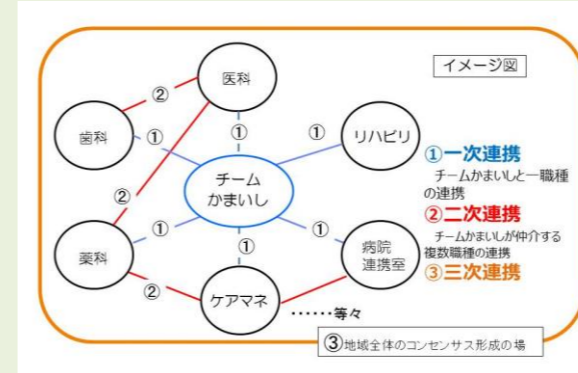 イメージ図
医科
②
歯科
①
①
①
リハビリ
チーム
かまいし
①一次連携
チームかまいしと一職種
の連携
②
②二次連携
チームかまいしが仲介する
複数職種の連携
③三次連携
①
①
①
薬科
病院
連携室
②
ケアマネ
……等々
③地域全体のコンセンサス形成の場